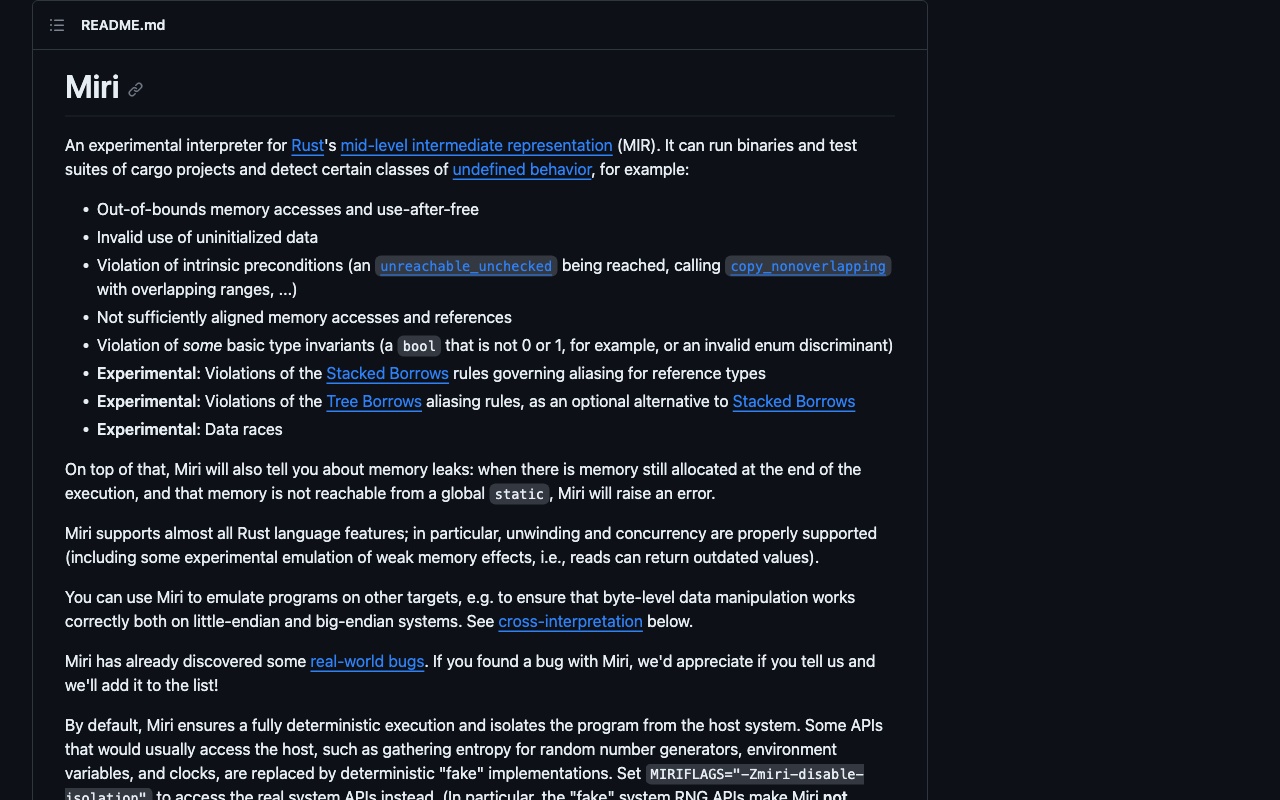 README.md
Miri
An experimental interpreter for Rust's mid-level intermediate representation (MIR). It can run binaries and test
suites of cargo projects and detect certain classes of undefined behavior, for example:
• Out-of-bounds memory accesses and use-after-free
• Invalid use of uninitialized data
• Violation of intrinsic preconditions (an unreachable_unchecked being reached, calling copy_nonoverlapping
with overlapping ranges, ...)
• Not sufficiently aligned memory accesses and references
• Violation of some basic type invariants (a bool that is not 0 or 1, for example, or an invalid enum discriminant)
• Experimental: Violations of the Stacked Borrows rules governing aliasing for reference types
• Experimental: Violations of the Tree Borrows aliasing rules, as an optional alternative to Stacked Borrows
• Experimental: Data races
On top of that, Miri will also tell you about memory leaks: when there is memory still allocated at the end of the
execution, and that memory is not reachable from a global static, Miri will raise an error.
Miri supports almost all Rust language features; in particular, unwinding and concurrency are properly supported
(including some experimental emulation of weak memory effects, i.e., reads can return outdated values).
You can use Miri to emulate programs on other targets, e.g. to ensure that byte-level data manipulation works
correctly both on little-endian and big-endian systems. See cross-interpretation below.
Miri has already discovered some real-world bugs. If you found a bug with Miri, we'd appreciate if you tell us and
we'll add it to the list!
By default, Miri ensures a fully deterministic execution and isolates the program from the host system. Some APIs
that would usually access the host, such as gathering entropy for random number generators, environment
variables, and clocks, are replaced by deterministic "fake" implementations. Set MIRIFLAGS="-Zmiri-disable-
isolation" to access the real system APIs instead. (In particular, the "fake" system RNG APIs make Miri not